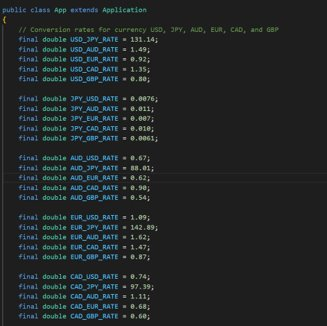 public class App extends Application
{
// Conversion rates for currency USD, JPY, AUD, EUR, CAD, and GBP
final double USD_JPY_RATE = 131.14;
final double USD_AUD_RATE = 1.49;
final double USD_EUR_RATE = 0.92;
final double USD_CAD_RATE = 1.35;
final double USD_GBP_RATE = 0.80;
final double JPY_USD_RATE = 0.0076;
final double JPY_AUD_RATE = 0.011;
final double JPY_EUR_RATE = 0.007;
final double JPY_CAD_RATE = 0.010;
final double JPY_GBP_RATE = 0.0061;
final double AUD_USD_RATE = 0.67;
final double AUD_JPY_RATE = 88.01;
final double AUD_EUR_RATE = 0.62;
final double AUD_CAD_RATE = 0.90;
final double AUD_GBP_RATE = 0.54;
final double EUR_USD_RATE = 1.09;
final double EUR_JPY_RATE = 142.89;
final double EUR_AUD_RATE = 1.62;
final double EUR_CAD_RATE = 1.47;
final double EUR_GBP_RATE = 0.87;
final double CAD_USD_RATE = 0.74;
final double CAD_JPY_RATE = 97.39;
final double CAD_AUD_RATE = 1.11;
final double CAD_EUR_RATE = 0.68;
final double CAD_GBP_RATE = 0.60;